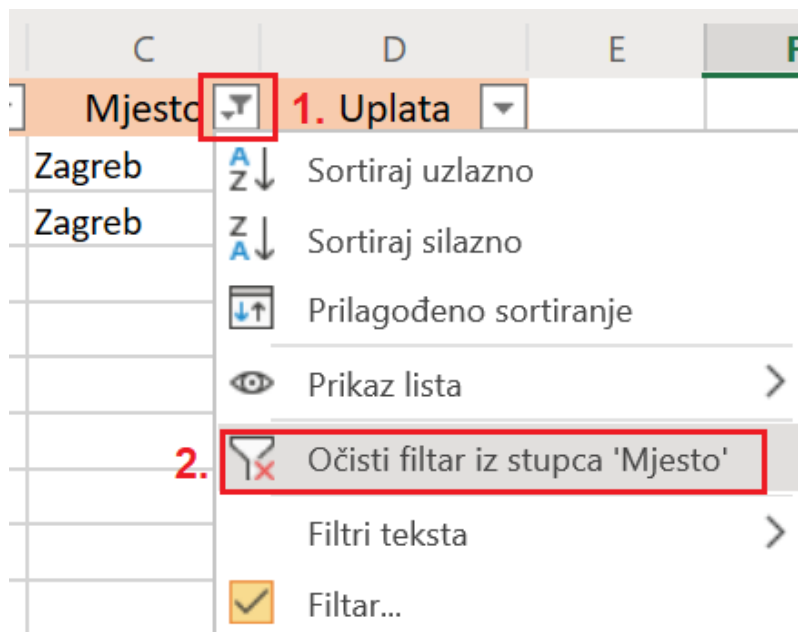 C D E F
Mjesto 1. Uplata
Zagreb
Zagreb
Sortiraj uzlazno
Sortiraj silazno
Prilagođeno sortiranje
Prikaz lista
2. Očisti filtar iz stupca 'Mjesto'
Filtri teksta
Filtar...